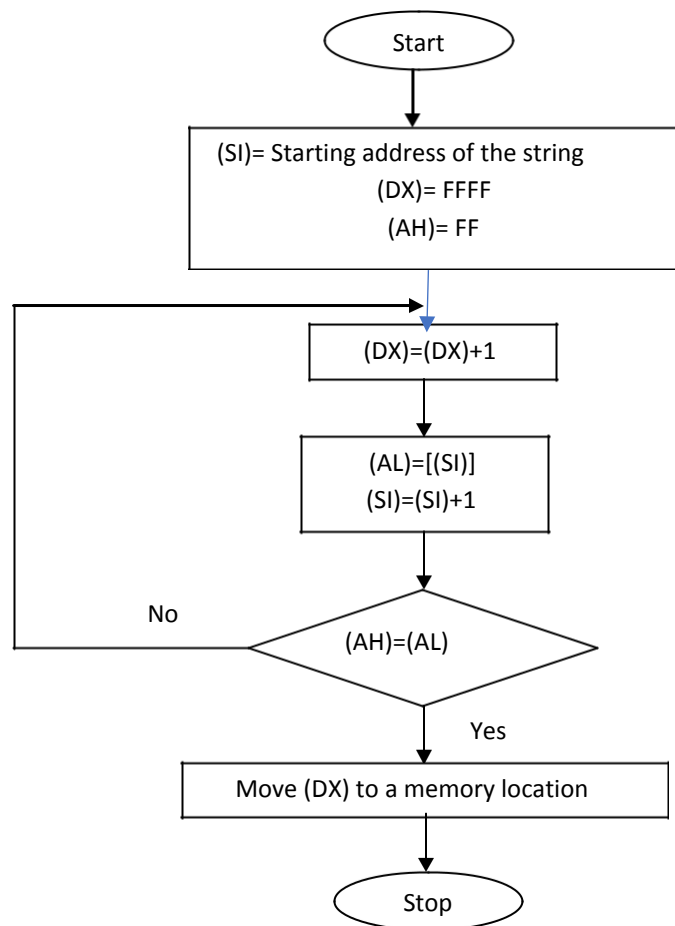 Start
(SI)= Starting address of the string
(DX)= FFFF
(AH)= FF
(DX)=(DX)+1
(AL)=[(SI)]
(SI)=(SI)+1
No
(AH)=(AL)
Yes
Move (DX) to a memory location
Stop